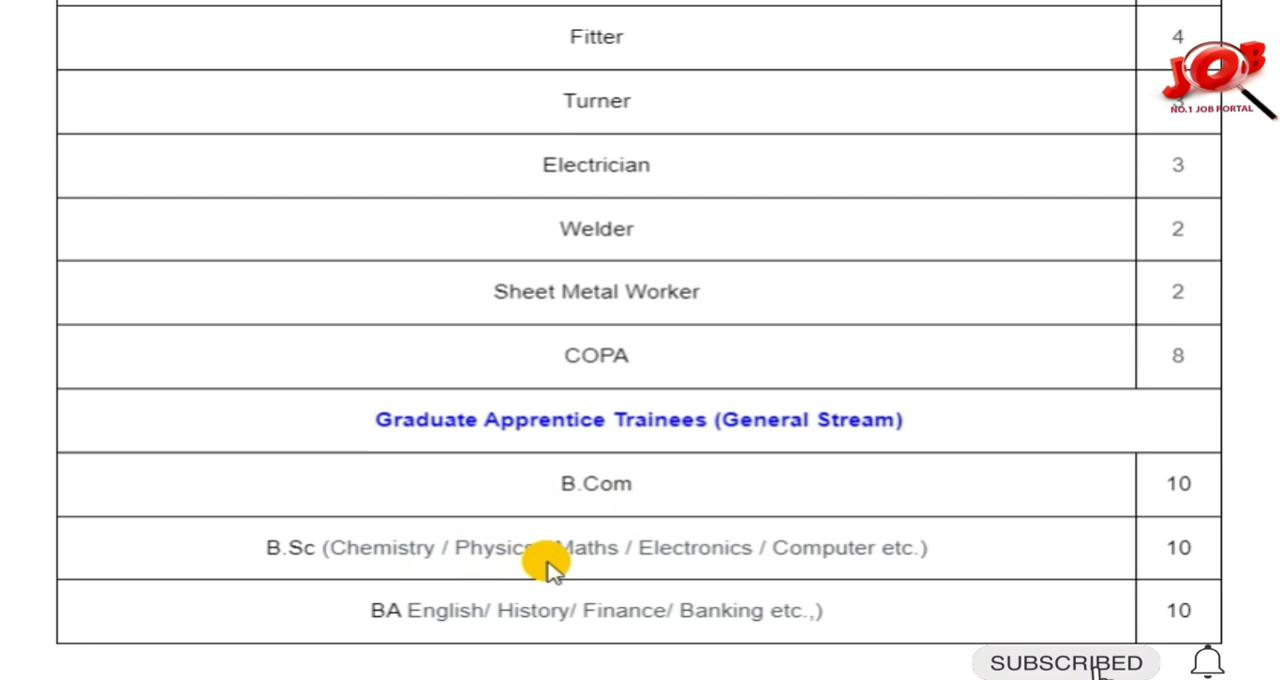 Fitter 4
JOB
NO.1 JOB PORTAL
Turner 3
Electrician 3
Welder 2
Sheet Metal Worker 2
COPA 8
Graduate Apprentice Trainees (General Stream)
B.Com 10
B.Sc (Chemistry / Physics / Maths / Electronics / Computer etc.) 10
BA English/ History/ Finance/ Banking etc.,) 10
SUBSCRIBED